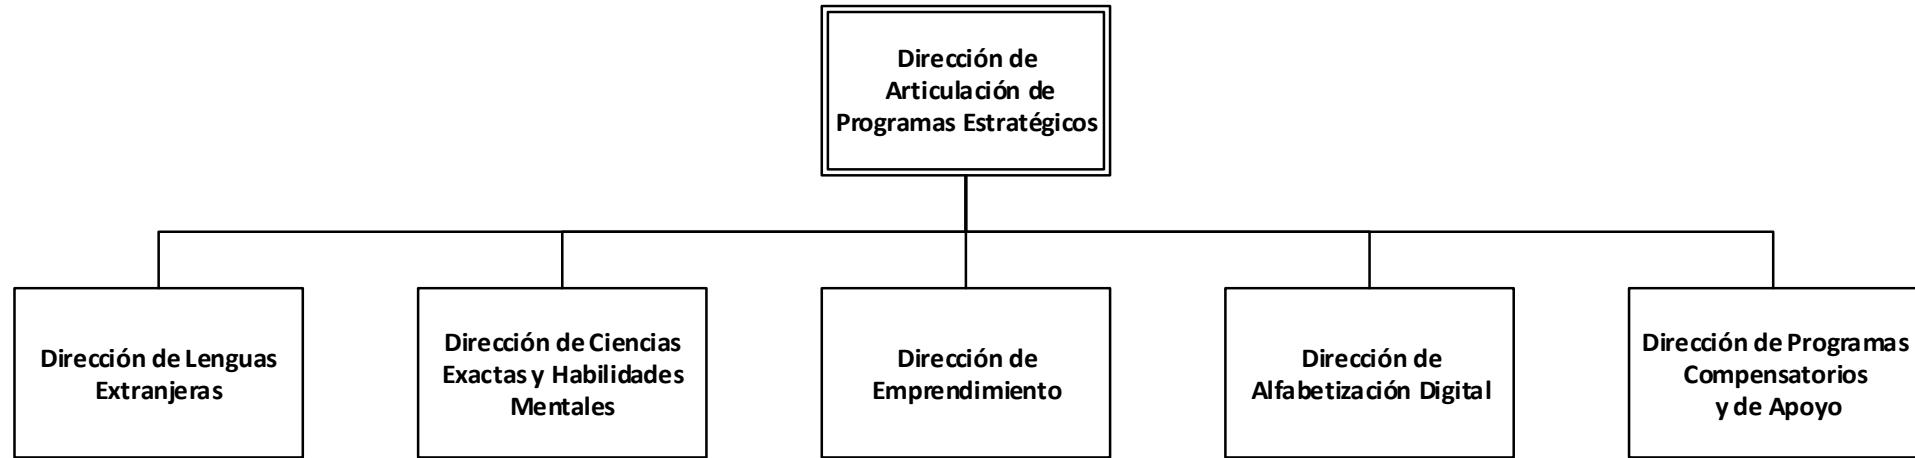 Dirección de
Articulación de
Programas Estratégicos
Dirección de Lenguas
Extranjeras
Dirección de Ciencias
Exactas y Habilidades
Mentales
Dirección de
Emprendimiento
Dirección de
Alfabetización Digital
Dirección de Programas
Compensatorios
y de Apoyo